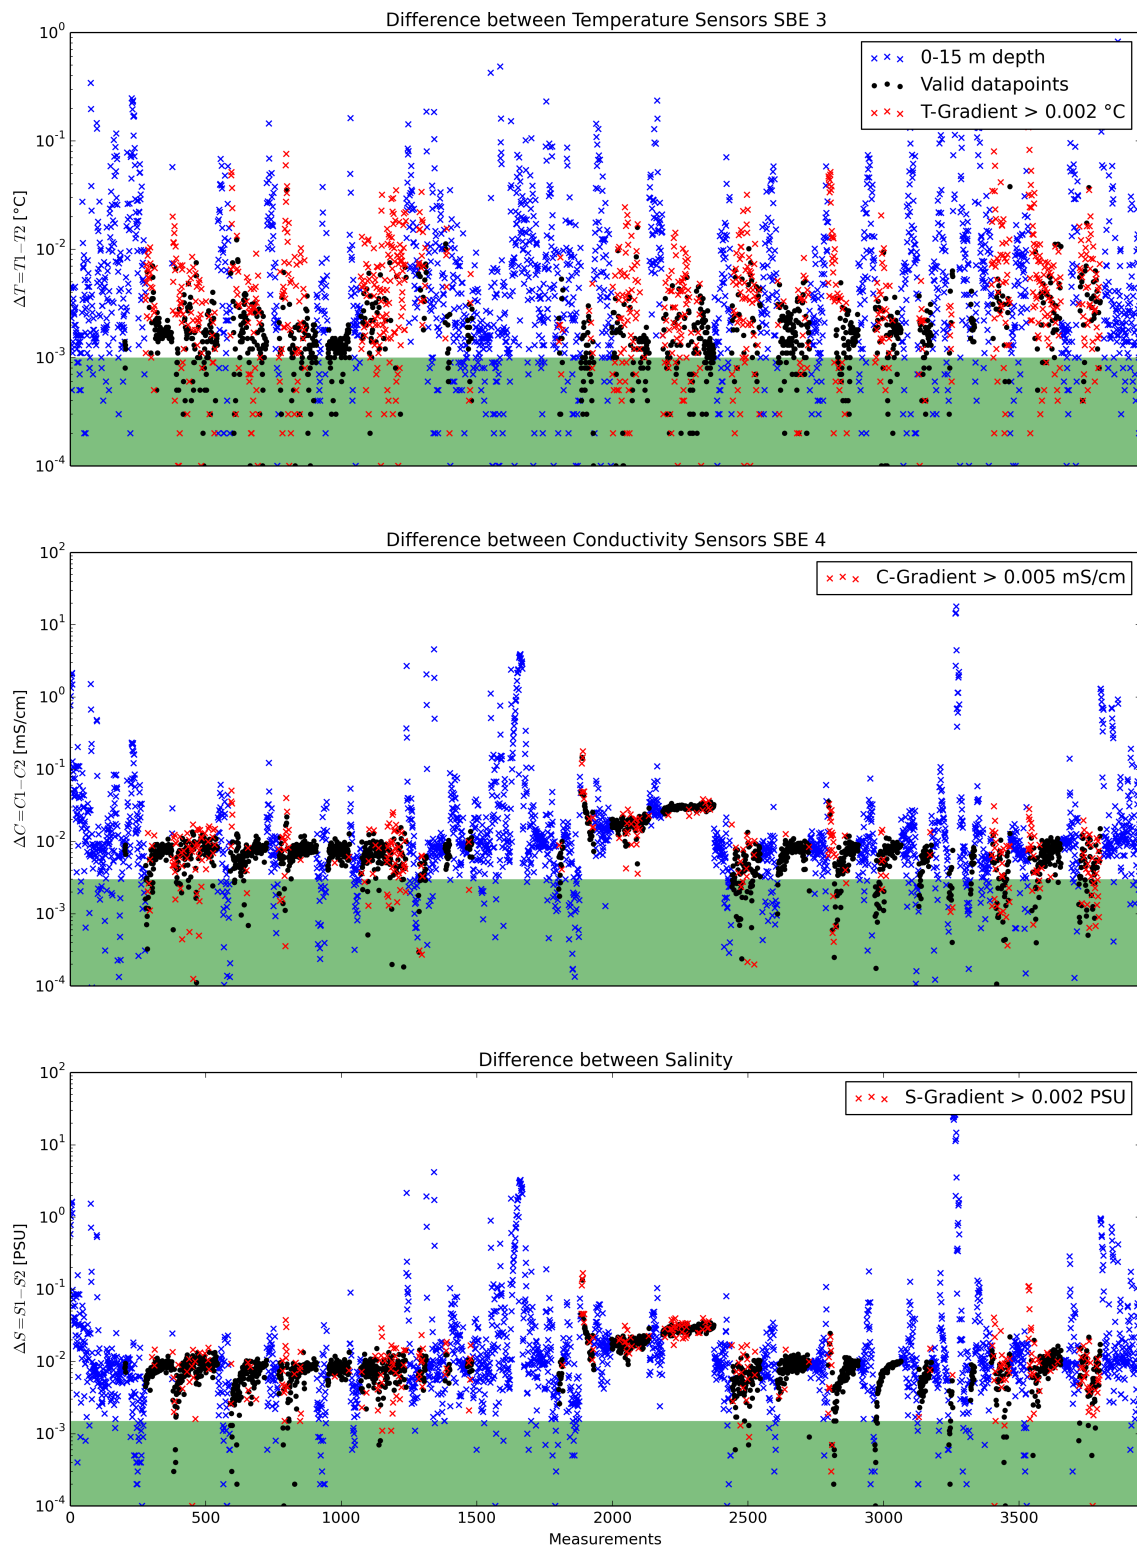 Difference between Temperature Sensors SBE 3
10^0
10^-1
10^-2
10^-3
10^-4
ΔT=T1−T2 [°C]
0-15 m depth
Valid datapoints
T-Gradient > 0.002 °C
Difference between Conductivity Sensors SBE 4
10^2
10^1
10^0
10^-1
10^-2
10^-3
10^-4
ΔC=C1−C2 [mS/cm]
C-Gradient > 0.005 mS/cm
Difference between Salinity
10^2
10^1
10^0
10^-1
10^-2
10^-3
10^-4
ΔS=S1−S2 [PSU]
S-Gradient > 0.002 PSU
0 500 1000 1500 2000 2500 3000 3500
Measurements